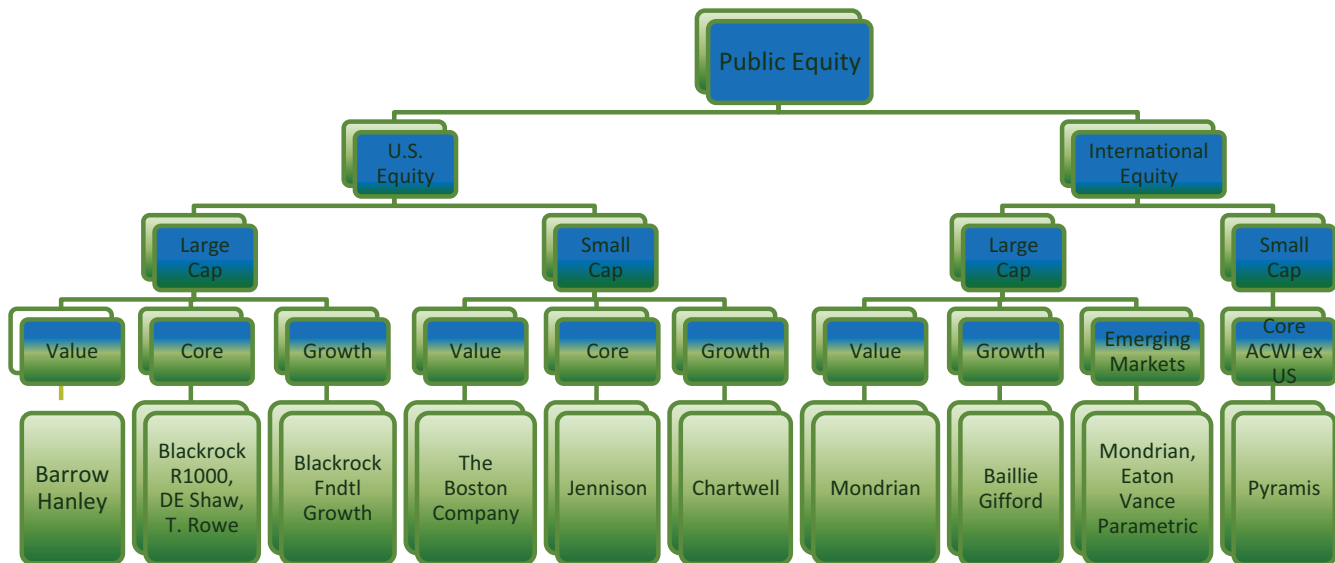 Public Equity
U.S.
Equity
International
Equity
Large
Cap
Small
Cap
Large
Cap
Small
Cap
Value
Core
Growth
Value
Core
Growth
Value
Growth
Emerging
Markets
Core
ACWI ex
US
Barrow
Hanley
Blackrock
R1000,
DE Shaw,
T. Rowe
Blackrock
Fndtl
Growth
The
Boston
Company
Jennison
Chartwell
Mondrian
Baillie
Gifford
Mondrian,
Eaton
Vance
Parametric
Pyramis